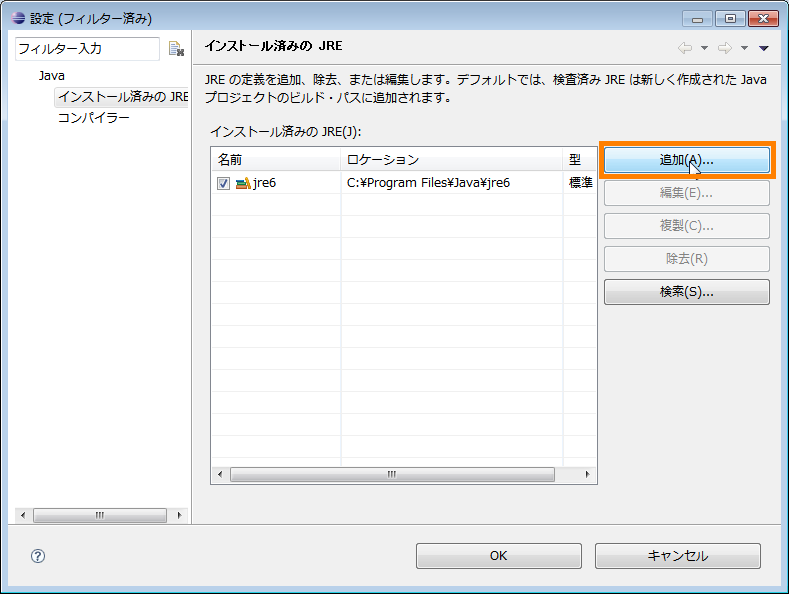 設定 (フィルター済み)
フィルター入力
Java
インストール済みの JRE
コンパイラー
インストール済みの JRE
JRE の定義を追加、除去、または編集します。デフォルトでは、検査済み JRE は新しく作成された Java
プロジェクトのビルド・パスに追加されます。
インストール済みの JRE(J):
名前 ロケーション 型
jre6 C:¥Program Files¥Java¥jre6 標準
追加(A)...
編集(E)...
複製(C)...
除去(R)
検索(S)...
?
OK キャンセル